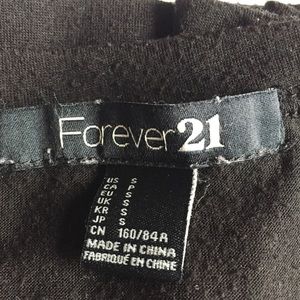 Forever21
US S
CA P
EU S
UK S
KR S
JP S
CN 160/84A
MADE IN CHINA
FABRIQUÉ EN CHINE